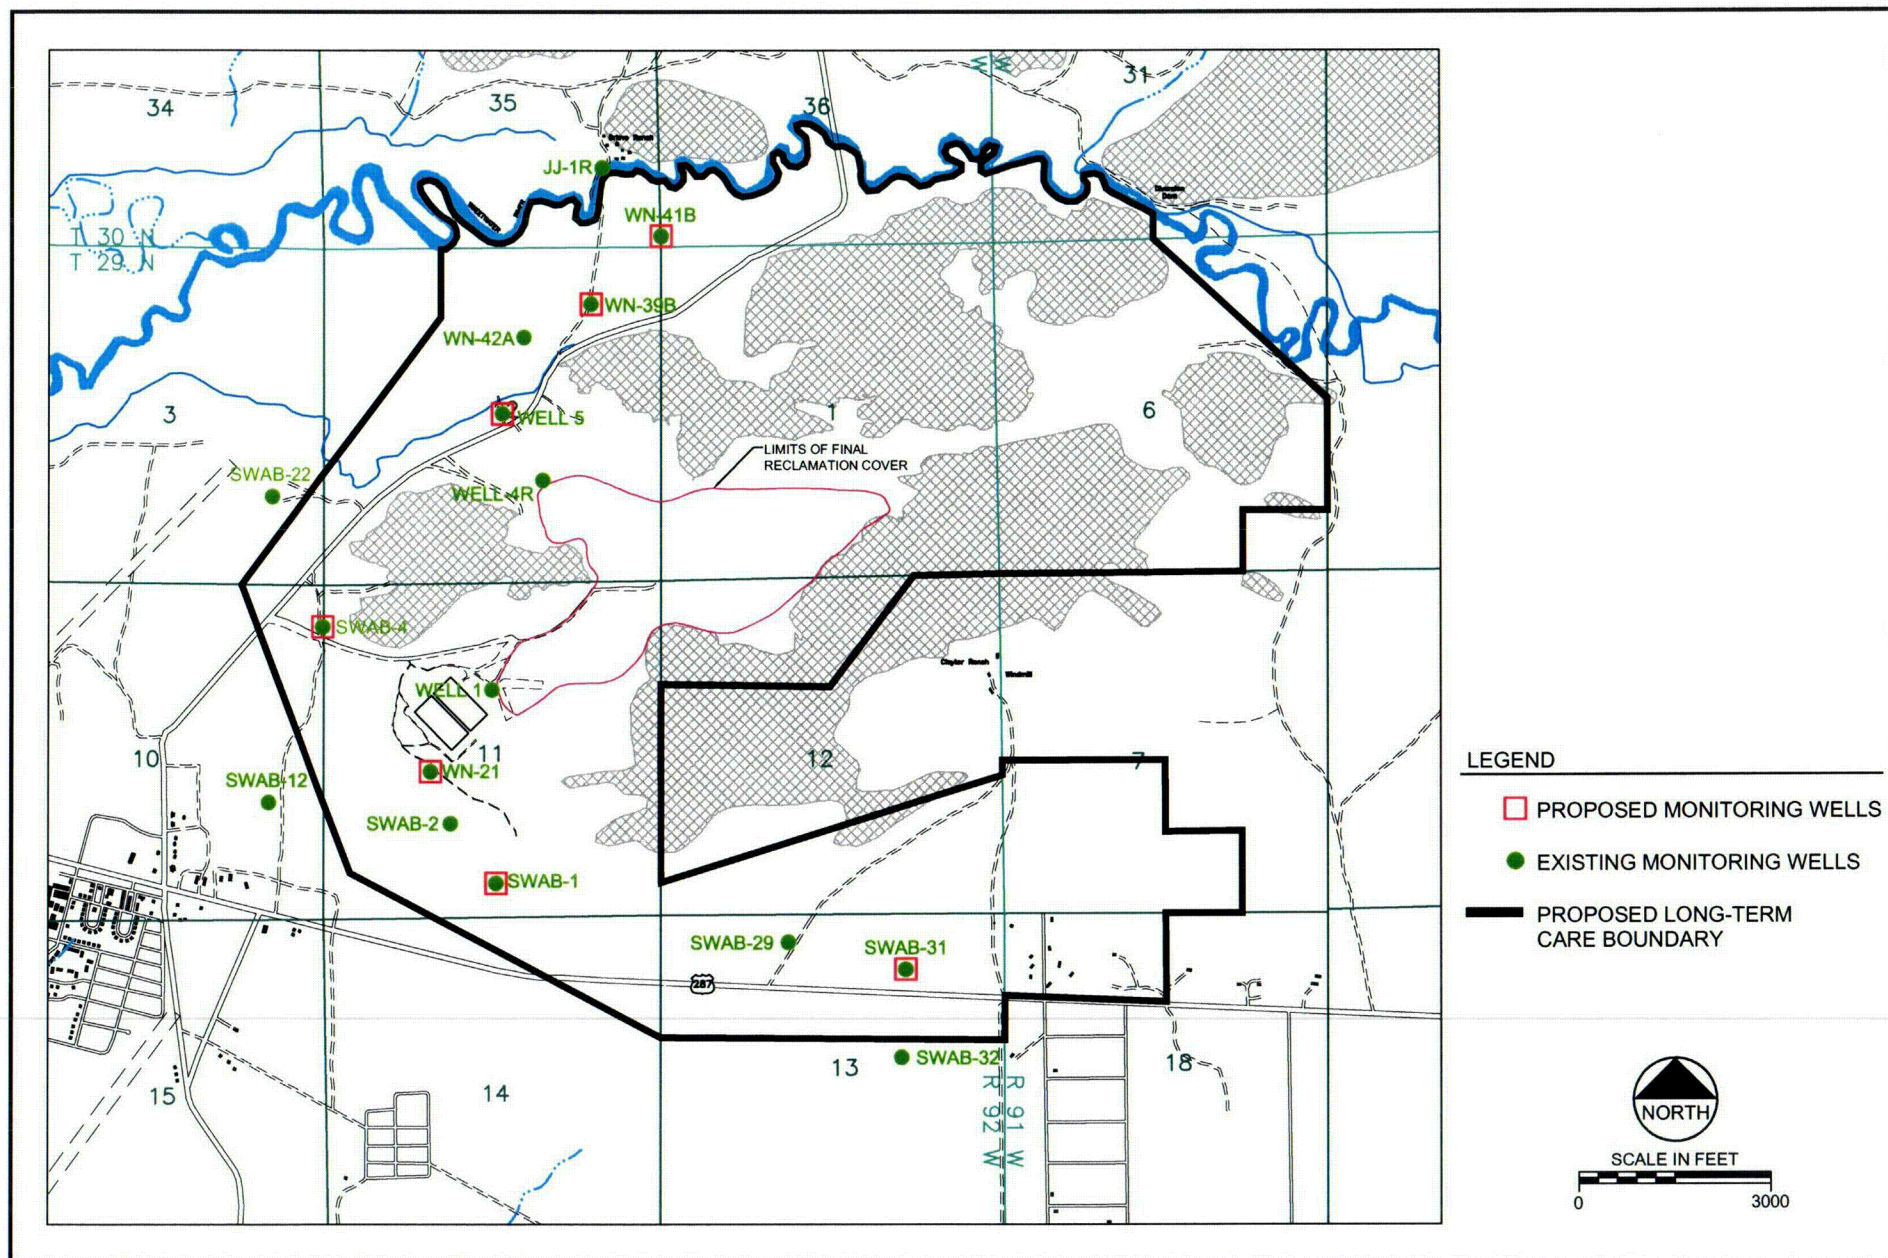 34
35
36
31
W W
JJ-1R
WN-41B
T 30 N
T 29 N
WN-39B
WN-42A
3
WELL 5
1
6
LIMITS OF FINAL
RECLAMATION COVER
SWAB-22
WELL 4R
SWAB-4
Claytor Ranch
Windmill
WELL 1
10
11
12
7
WN-21
SWAB-12
SWAB-2
SWAB-1
SWAB-29
SWAB-31
287
13
SWAB-32
18
15
14
R 92 W
R 91 W
LEGEND
PROPOSED MONITORING WELLS
EXISTING MONITORING WELLS
PROPOSED LONG-TERM
CARE BOUNDARY
NORTH
SCALE IN FEET
0 3000